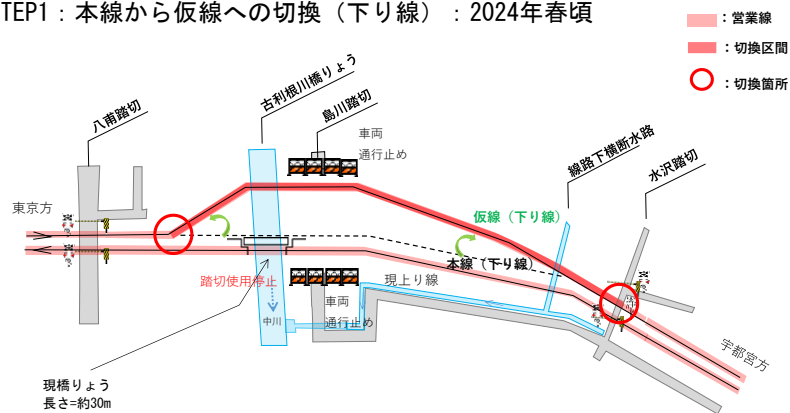 TEP1：本線から仮線への切換（下り線）：2024年春頃
：営業線
：切換区間
：切換箇所
八甫踏切
古利根川橋りょう
島川踏切
車両
通行止め
線路下横断水路
水沢踏切
東京方
仮線（下り線）
本線（下り線）
踏切使用停止
現上り線
中川
車両
通行止め
宇都宮方
現橋りょう
長さ=約30m